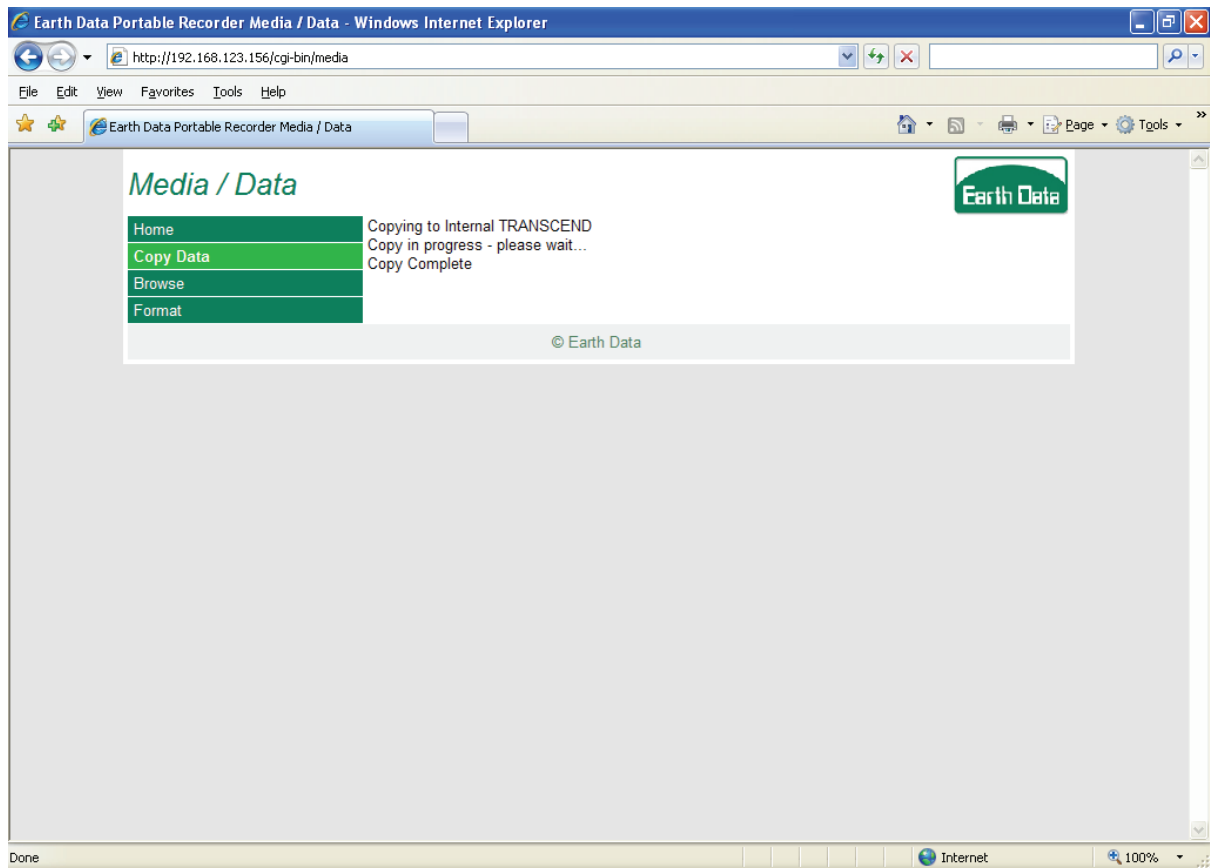 Earth Data Portable Recorder Media / Data - Windows Internet Explorer
http://192.168.123.156/cgi-bin/media
File Edit View Favorites Tools Help
Earth Data Portable Recorder Media / Data
Page Tools »
Media / Data
Earth Data
Home
Copy Data
Browse
Format
Copying to Internal TRANSCEND
Copy in progress - please wait...
Copy Complete
© Earth Data
Done
Internet
100%